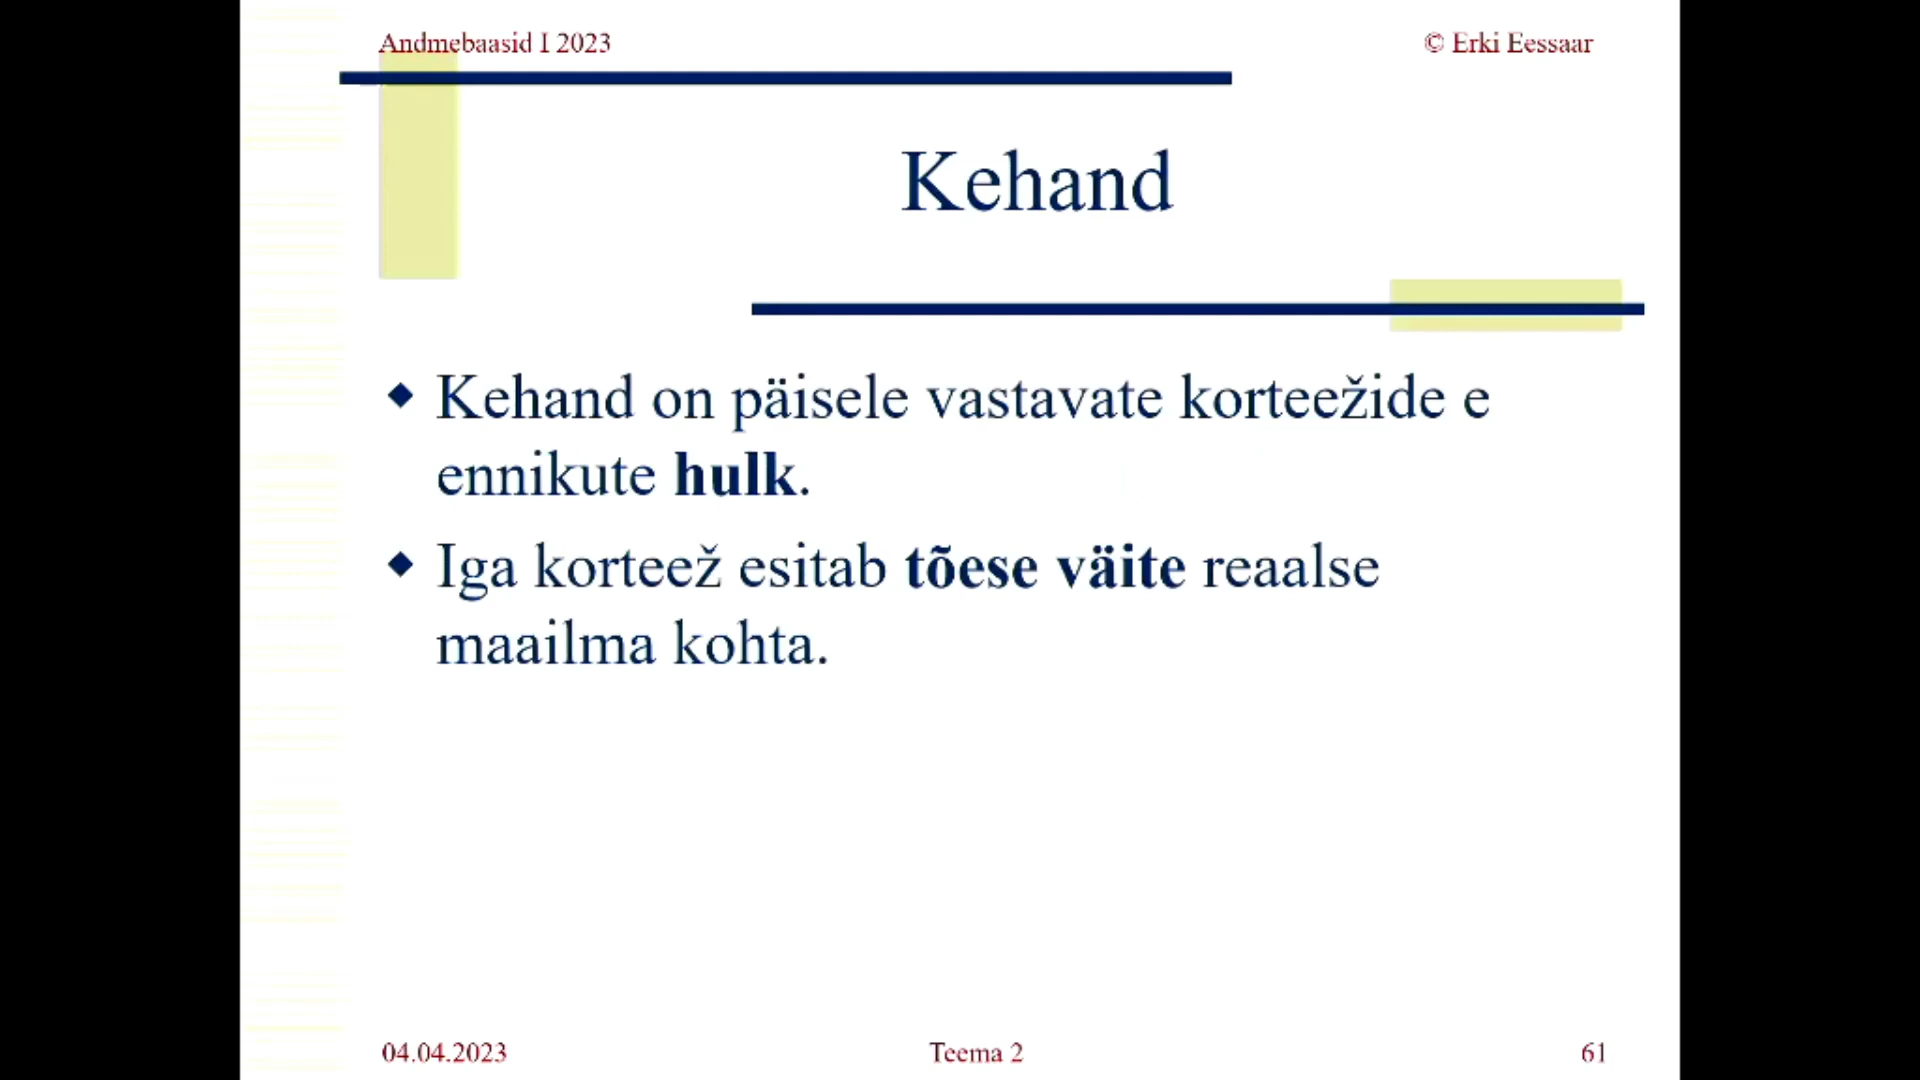 Andmebaasid I 2023
© Erki Eessaar
Kehand
Kehand on päisele vastavate korteežide e
ennikute hulk.
Iga korteež esitab tõese väite reaalse
maailma kohta.
04.04.2023
Teema 2
61